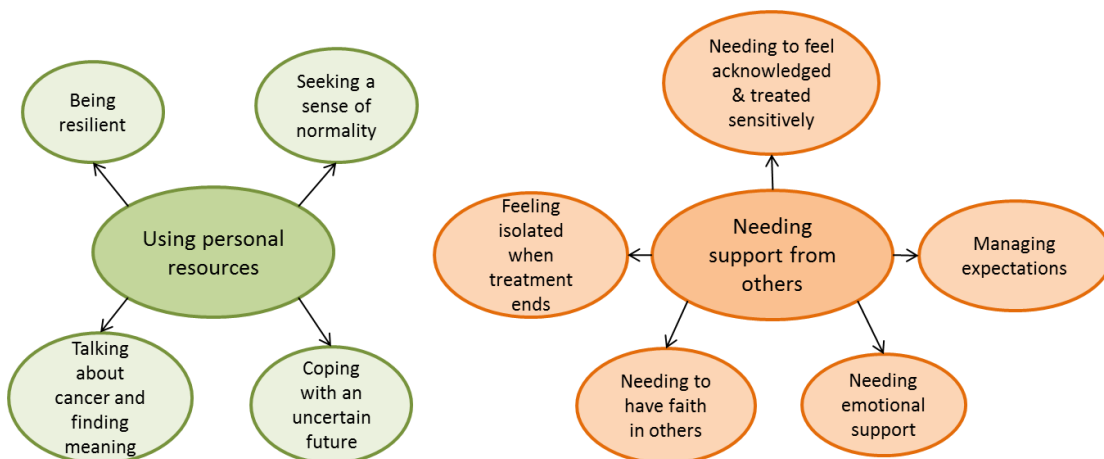 Being
resilient
Seeking a
sense of
normality
Using personal
resources
Talking
about
cancer and
finding
meaning
Coping
with an
uncertain
future
Needing to feel
acknowledged
& treated
sensitively
Feeling
isolated
when
treatment
ends
Needing
support from
others
Managing
expectations
Needing to
have faith
in others
Needing
emotional
support